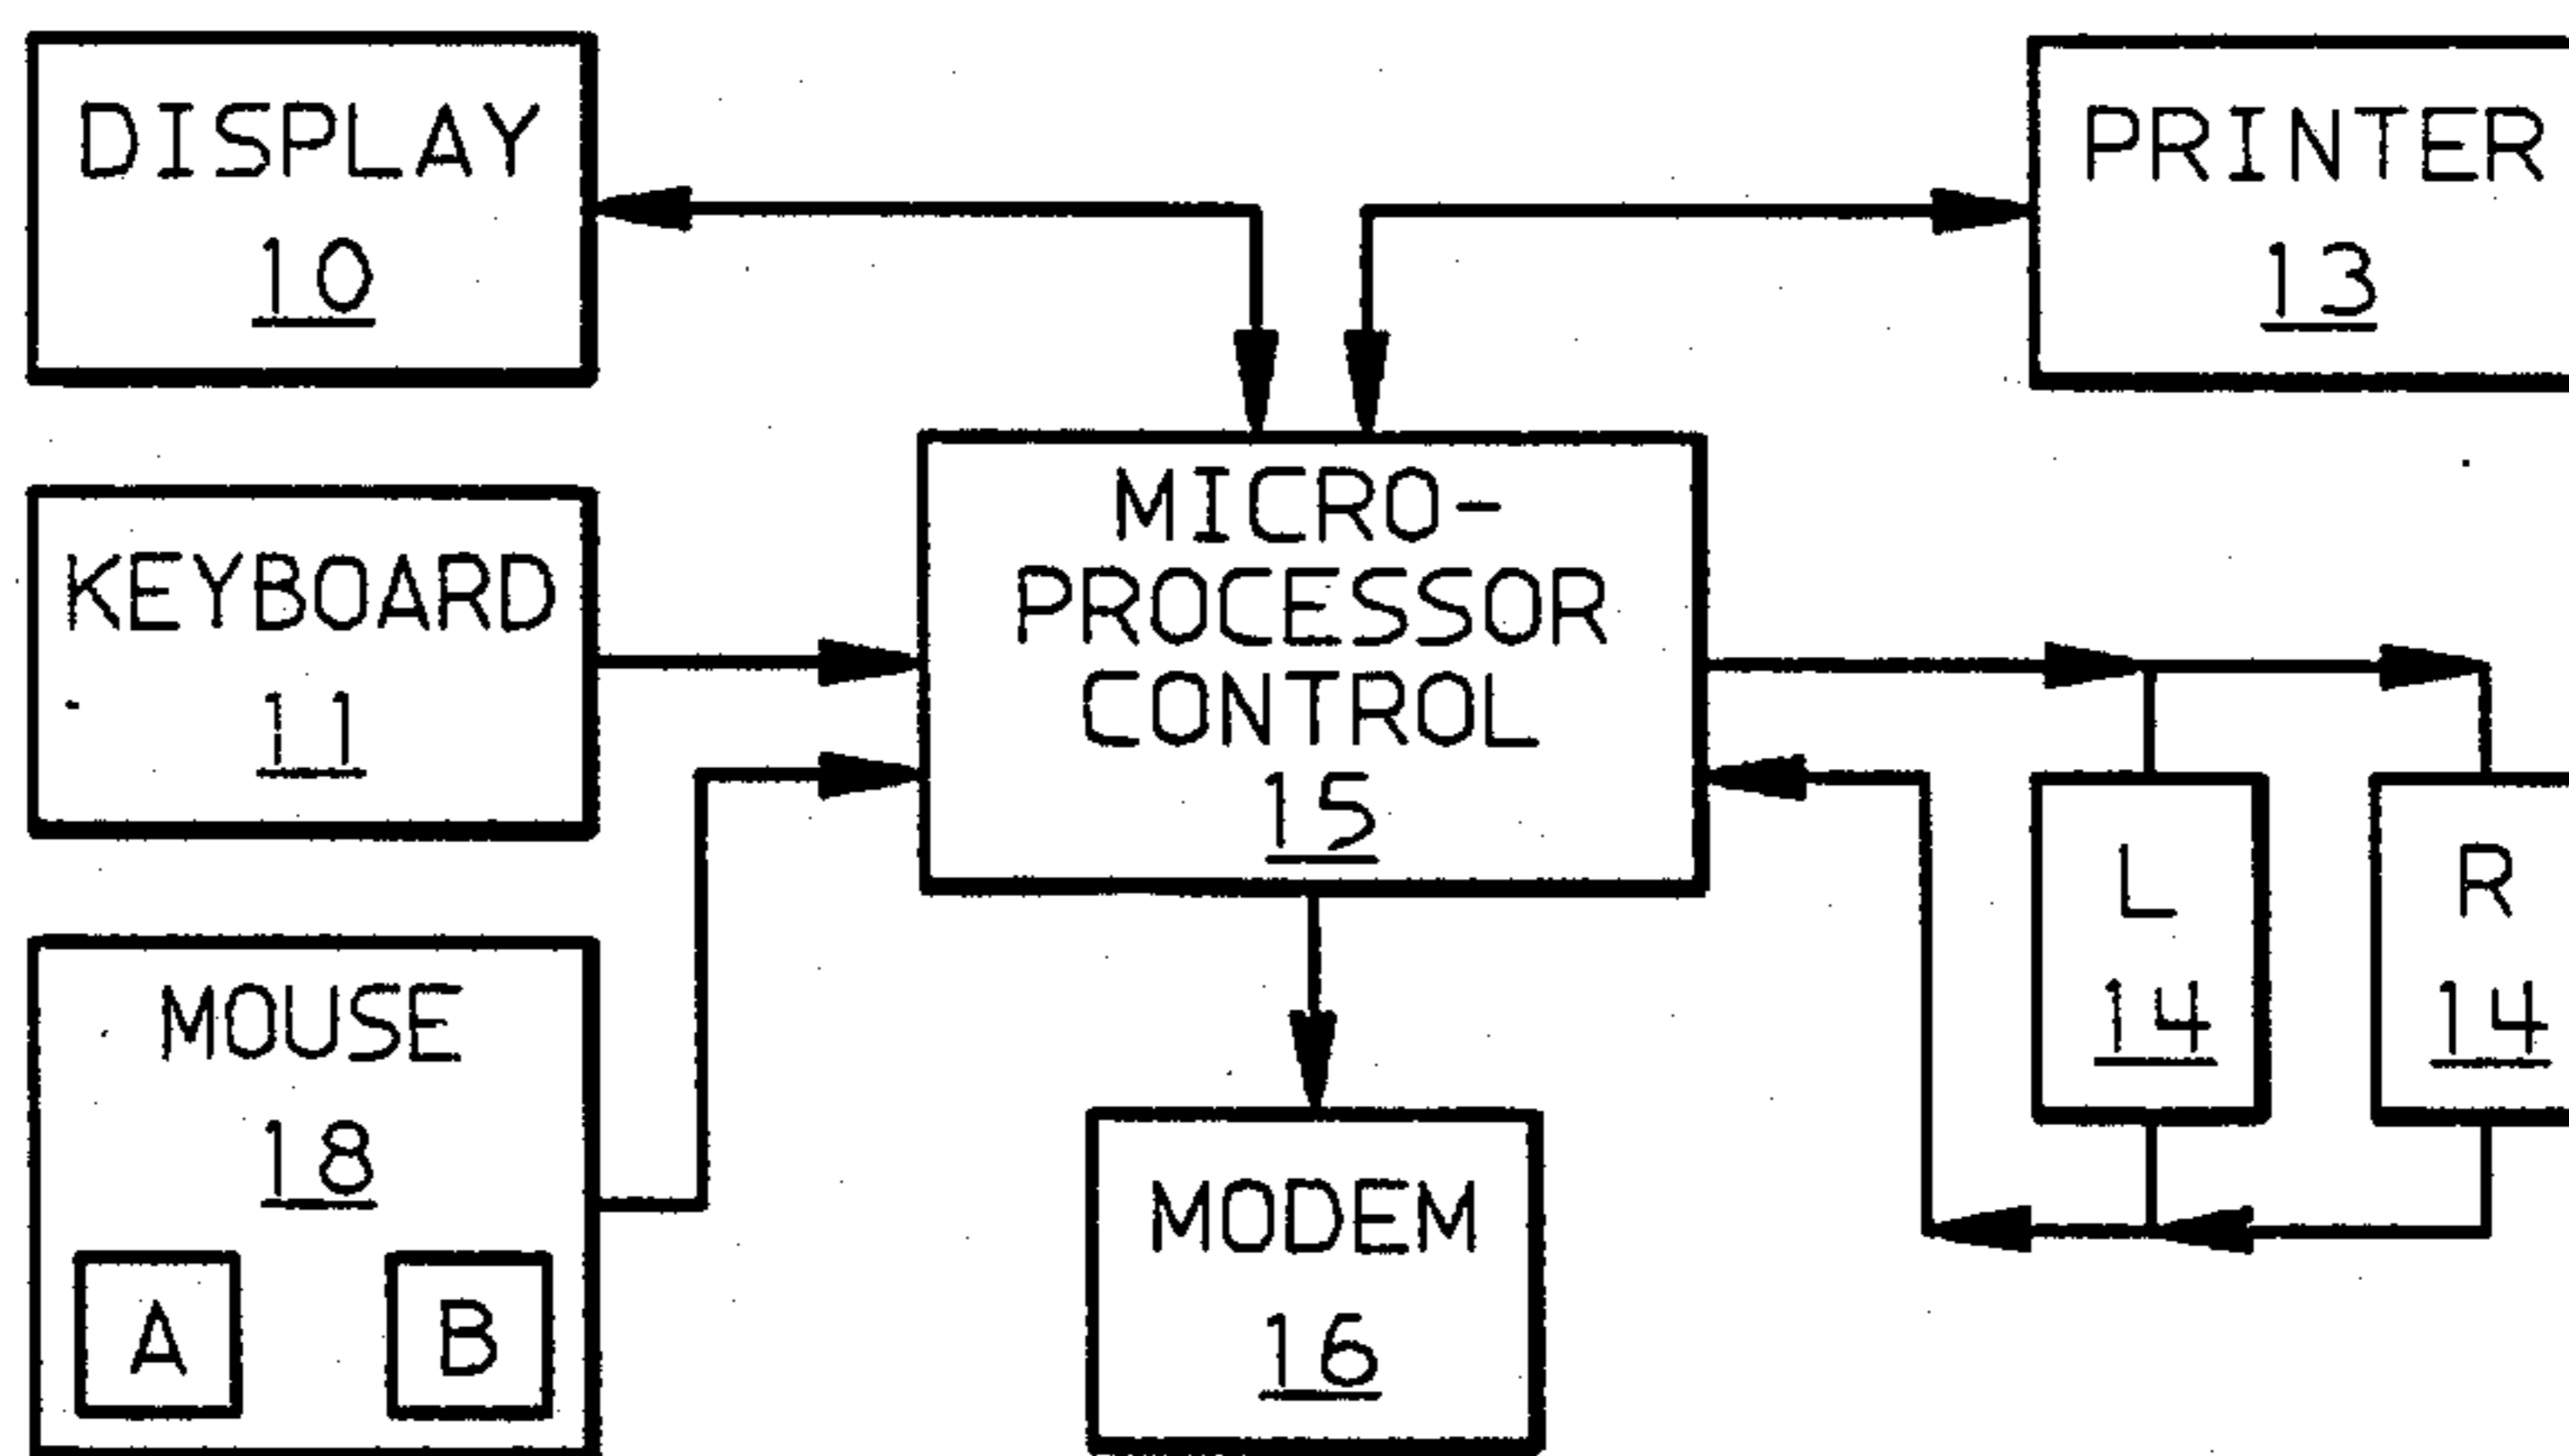 DISPLAY
10
PRINTER
13
KEYBOARD
11
MICRO-
PROCESSOR
CONTROL
15
MOUSE
18
A
B
MODEM
16
L
14
R
14